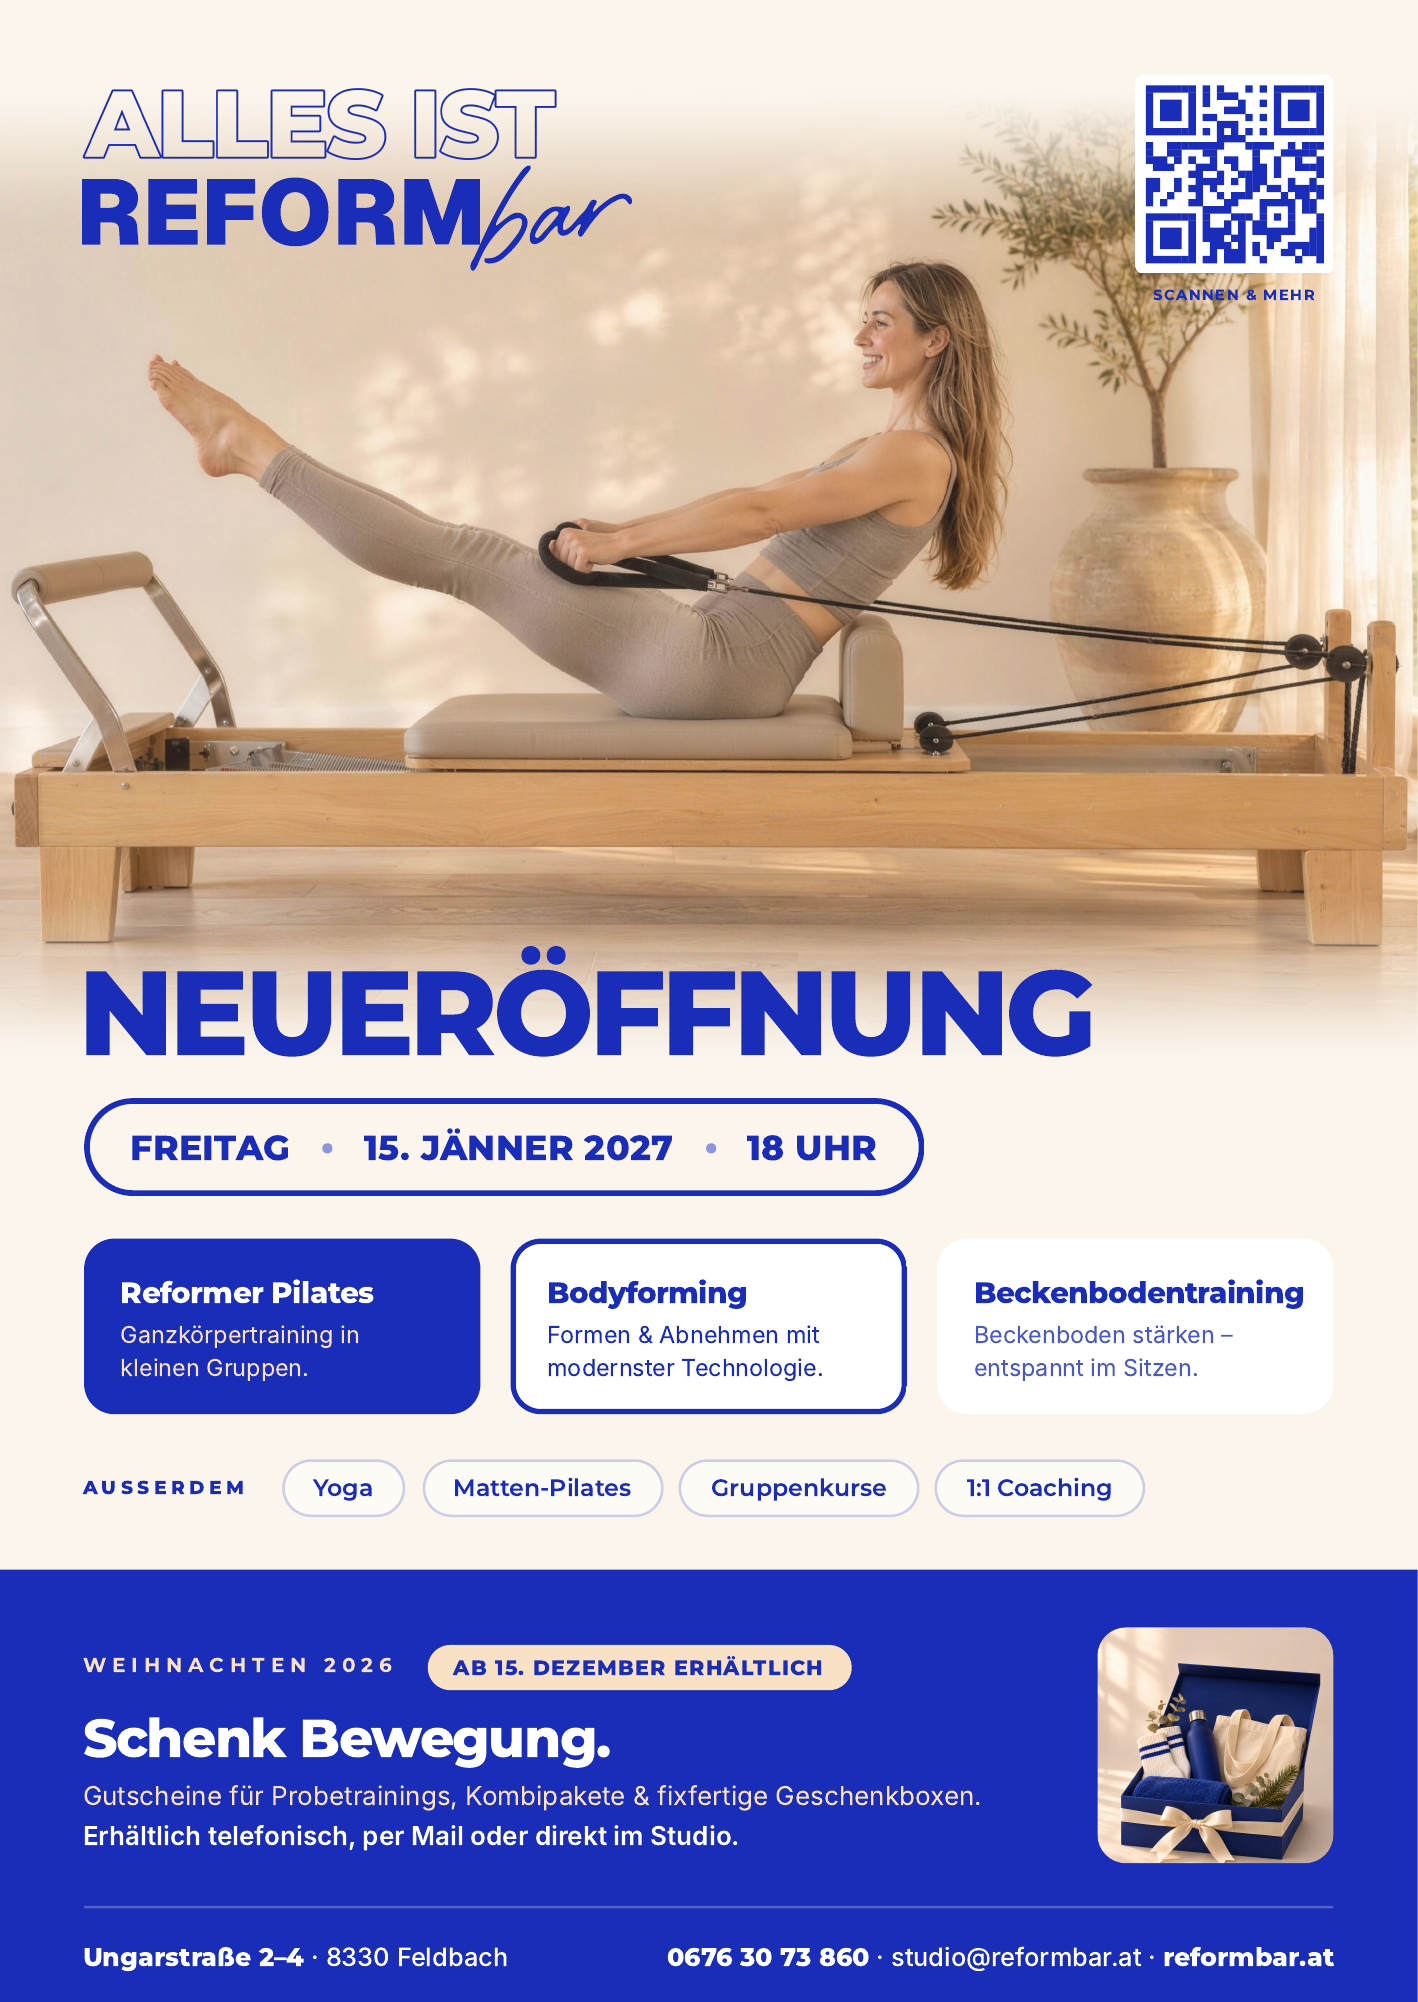 ALLES IST
REFORMbar
SCANNEN & MEHR
NEUERÖFFNUNG
FREITAG • 15. JÄNNER 2027 • 18 UHR
Reformer Pilates
Ganzkörpertraining in
kleinen Gruppen.
Bodyforming
Formen & Abnehmen mit
modernster Technologie.
Beckenbodentraining
Beckenboden stärken –
entspannt im Sitzen.
AUSSERDEM
Yoga
Matten-Pilates
Gruppenkurse
1:1 Coaching
WEIHNACHTEN 2026
AB 15. DEZEMBER ERHÄLTLICH
Schenk Bewegung.
Gutscheine für Probetrainings, Kombipakete & fixfertige Geschenkboxen.
Erhältlich telefonisch, per Mail oder direkt im Studio.
Ungarstraße 2–4 · 8330 Feldbach
0676 30 73 860 · studio@reformbar.at · reformbar.at